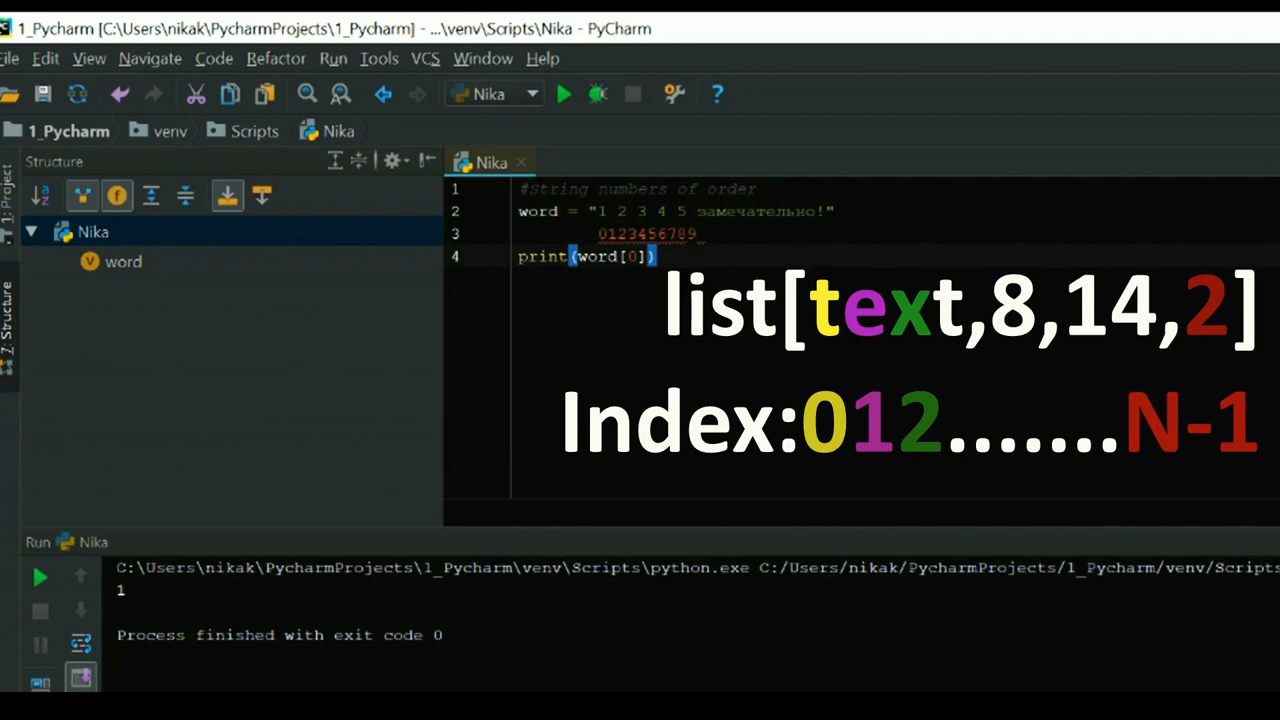 1_Pycharm [C:\Users\nikak\PycharmProjects\1_Pycharm] - ...\venv\Scripts\Nika - PyCharm
ile Edit View Navigate Code Refactor Run Tools VCS Window Help
Nika
1_Pycharm venv Scripts Nika
1: Project
7: Structure
Structure
Nika
word
Nika
1 #string numbers of order
2 word = "1 2 3 4 5 замечательно!"
3 0123456789
4 print(word[0])
list[text,8,14,2]
Index:012.......N-1
Run Nika
C:\Users\nikak\PycharmProjects\1_Pycharm\venv\Scripts\python.exe C:/Users/nikak/PycharmProjects/1_Pycharm/venv/Scripts
1
Process finished with exit code 0